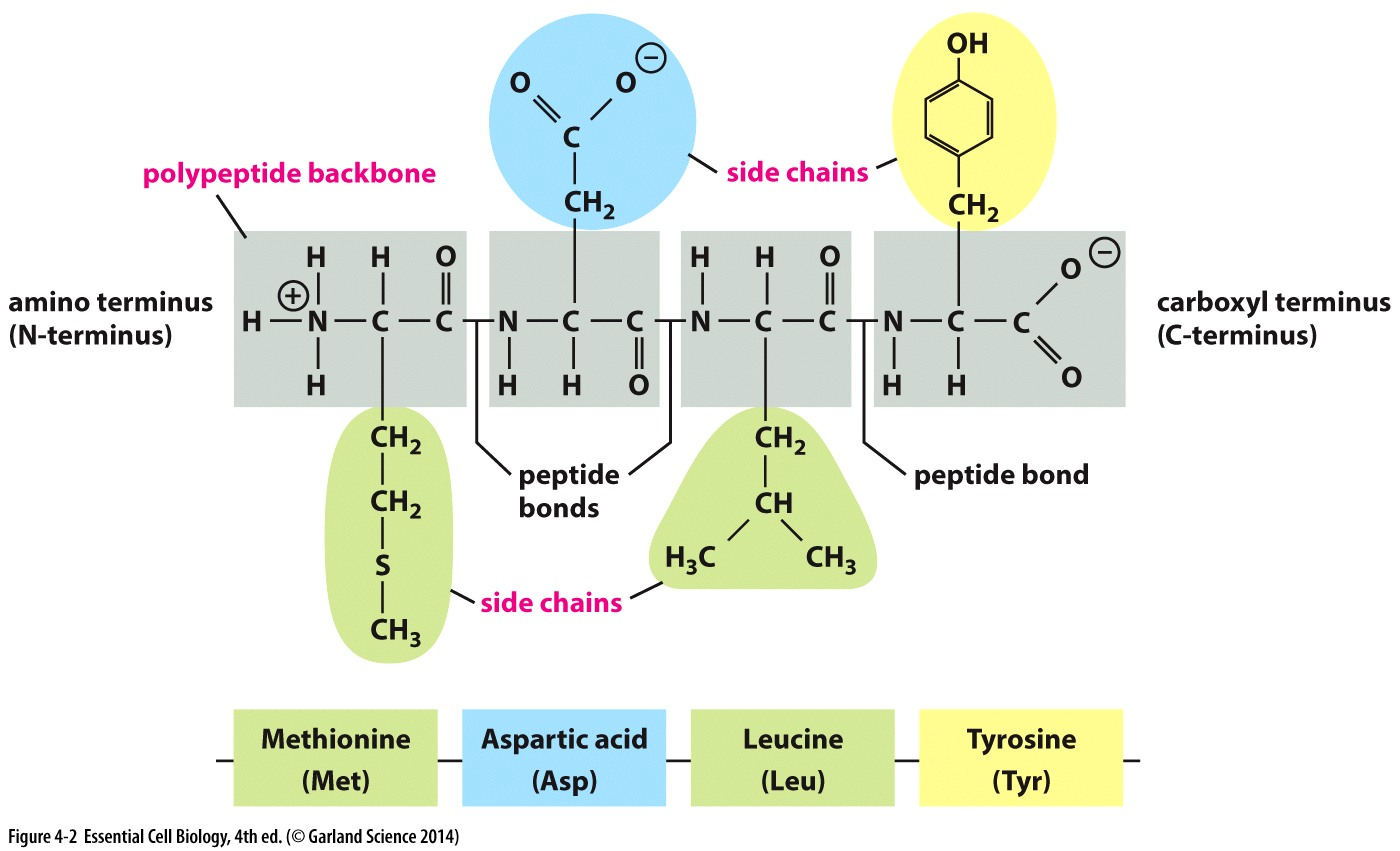 OH
O
O
−
C
CH2
CH2
polypeptide backbone
side chains
H H O
H H O
O −
amino terminus
(N-terminus)
H + N C C N C C N C C N C C
carboxyl terminus
(C-terminus)
H
H H O
H H
O
CH2
CH2
S
CH3
peptide
bonds
CH2
CH
H3C CH3
peptide bond
side chains
Methionine
(Met)
Aspartic acid
(Asp)
Leucine
(Leu)
Tyrosine
(Tyr)
Figure 4-2 Essential Cell Biology, 4th ed. (© Garland Science 2014)